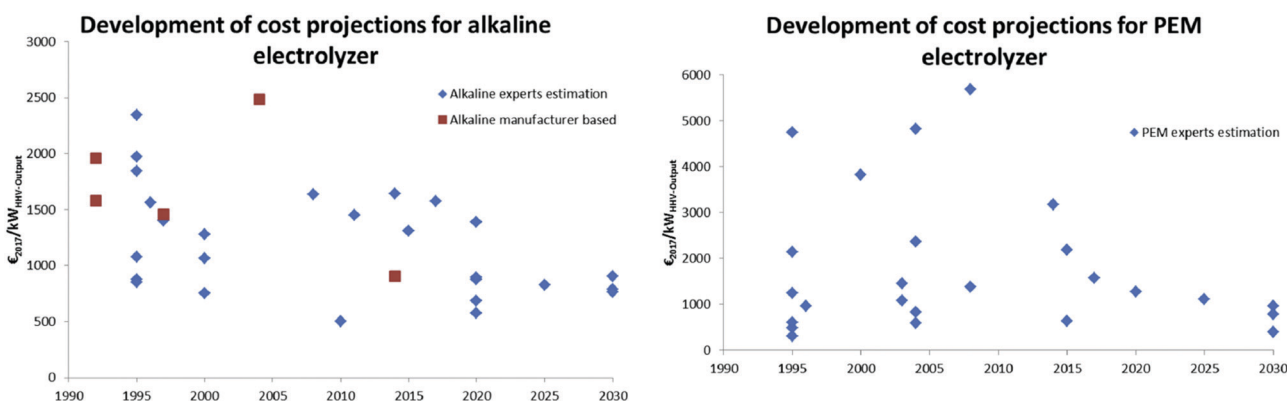 Development of cost projections for alkaline
electrolyzer
3000
2500
2000
1500
1000
500
0
€2017/kWHHV-Output
1990 1995 2000 2005 2010 2015 2020 2025 2030
Alkaline experts estimation
Alkaline manufacturer based
Development of cost projections for PEM
electrolyzer
6000
5000
4000
3000
2000
1000
0
€2017/kWHHV-Output
1990 1995 2000 2005 2010 2015 2020 2025 2030
PEM experts estimation